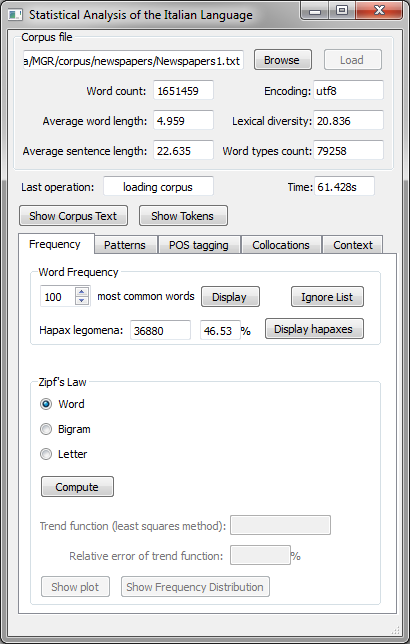 Statistical Analysis of the Italian Language
Corpus file
a/MGR/corpus/newspapers/Newspapers1.txt Browse Load
Word count: 1651459 Encoding: utf8
Average word length: 4.959 Lexical diversity: 20.836
Average sentence length: 22.635 Word types count: 79258
Last operation: loading corpus Time: 61.428s
Show Corpus Text Show Tokens
Frequency Patterns POS tagging Collocations Context
Word Frequency
100 most common words Display Ignore List
Hapax legomena: 36880 46.53 % Display hapaxes
Zipf's Law
Word
Bigram
Letter
Compute
Trend function (least squares method):
Relative error of trend function: %
Show plot Show Frequency Distribution